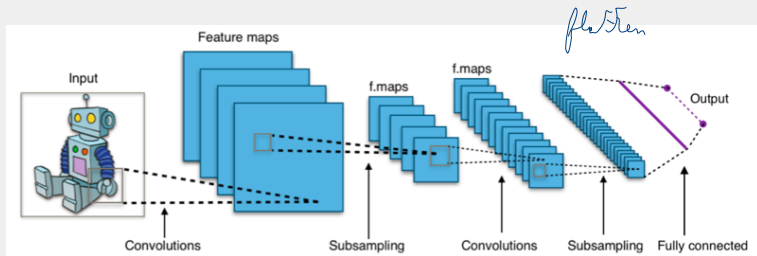 flatten
Feature maps
Input
f.maps
f.maps
Output
Convolutions
Subsampling
Convolutions
Subsampling
Fully connected